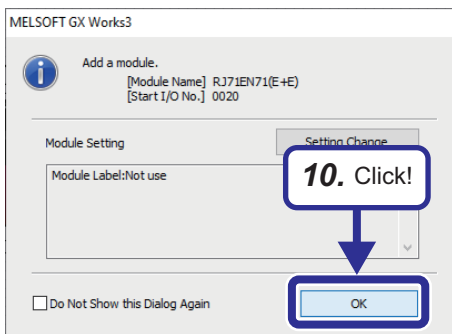 MELSOFT GX Works3
Add a module.
[Module Name] RJ71EN71(E+E)
[Start I/O No.] 0020
Module Setting
Setting Change
Module Label:Not use
10. Click!
Do Not Show this Dialog Again
OK